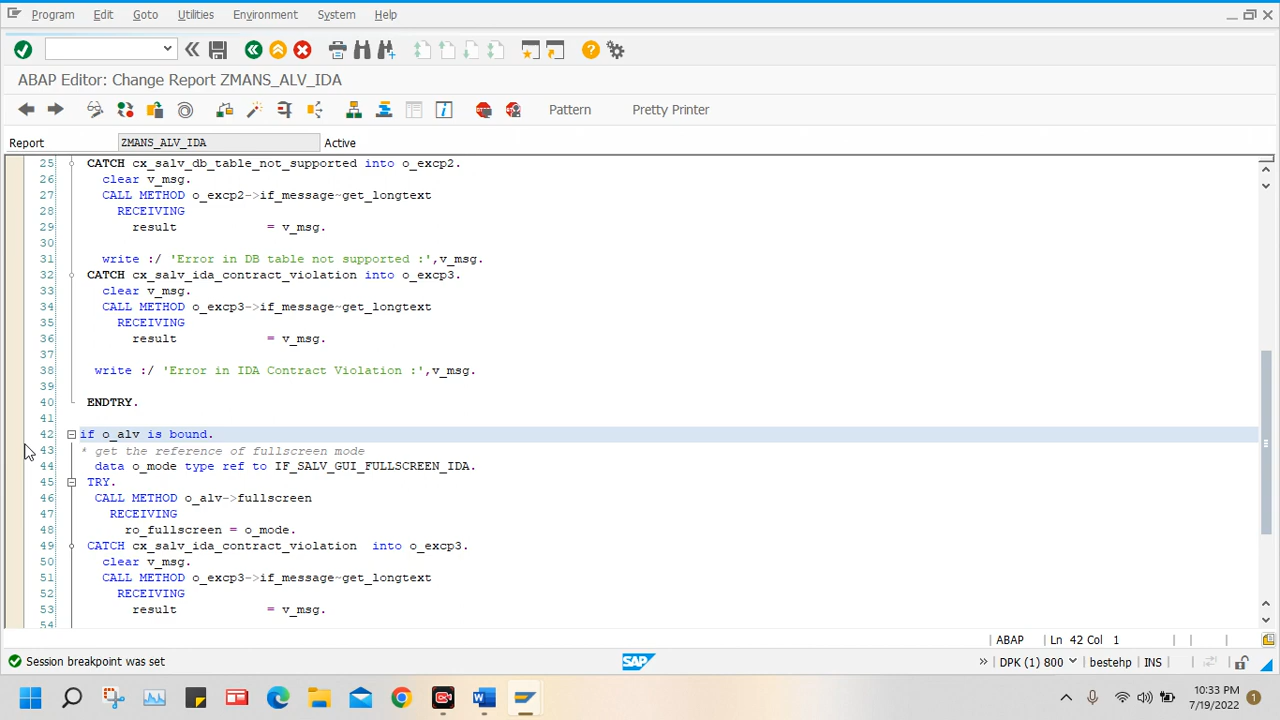 Program Edit Goto Utilities Environment System Help
ABAP Editor: Change Report ZMANS_ALV_IDA
Pattern Pretty Printer
Report ZMANS_ALV_IDA Active
25 CATCH cx_salv_db_table_not_supported into o_excp2.
26 clear v_msg.
27 CALL METHOD o_excp2->if_message~get_longtext
28 RECEIVING
29 result = v_msg.
30
31 write :/ 'Error in DB table not supported :',v_msg.
32 CATCH cx_salv_ida_contract_violation into o_excp3.
33 clear v_msg.
34 CALL METHOD o_excp3->if_message~get_longtext
35 RECEIVING
36 result = v_msg.
37
38 write :/ 'Error in IDA Contract Violation :',v_msg.
39
40 ENDTRY.
41
42 if o_alv is bound.
43 * get the reference of fullscreen mode
44 data o_mode type ref to IF_SALV_GUI_FULLSCREEN_IDA.
45 TRY.
46 CALL METHOD o_alv->fullscreen
47 RECEIVING
48 ro_fullscreen = o_mode.
49 CATCH cx_salv_ida_contract_violation into o_excp3.
50 clear v_msg.
51 CALL METHOD o_excp3->if_message~get_longtext
52 RECEIVING
53 result = v_msg.
54
ABAP Ln 42 Col 1
Session breakpoint was set SAP DPK (1) 800 bestehp INS
10:33 PM
7/19/2022